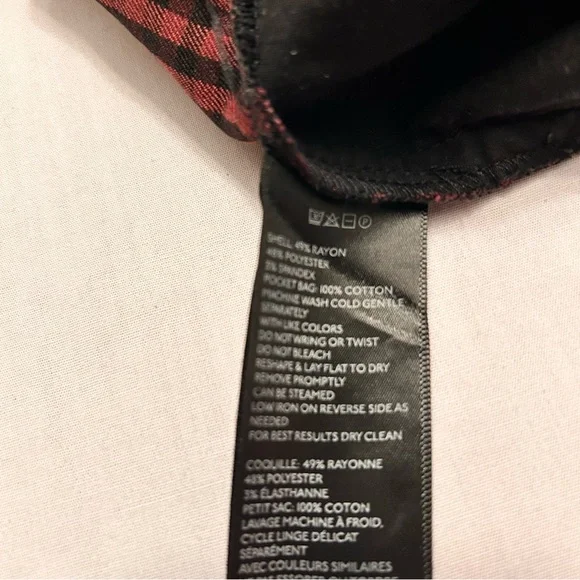 SHELL 49% RAYON
48% POLYESTER
3% SPANDEX
POCKET BAG: 100% COTTON
MACHINE WASH COLD GENTLE
SEPARATELY
WITH LIKE COLORS
DO NOT WRING OR TWIST
DO NOT BLEACH
RESHAPE & LAY FLAT TO DRY
REMOVE PROMPTLY
CAN BE STEAMED
LOW IRON ON REVERSE SIDE AS
NEEDED
FOR BEST RESULTS DRY CLEAN
COQUILLE: 49% RAYONNE
48% POLYESTER
3% ÉLASTHANNE
PETIT SAC: 100% COTON
LAVAGE MACHINE À FROID,
CYCLE LINGE DÉLICAT
SÉPARÉMENT
AVEC COULEURS SIMILAIRES